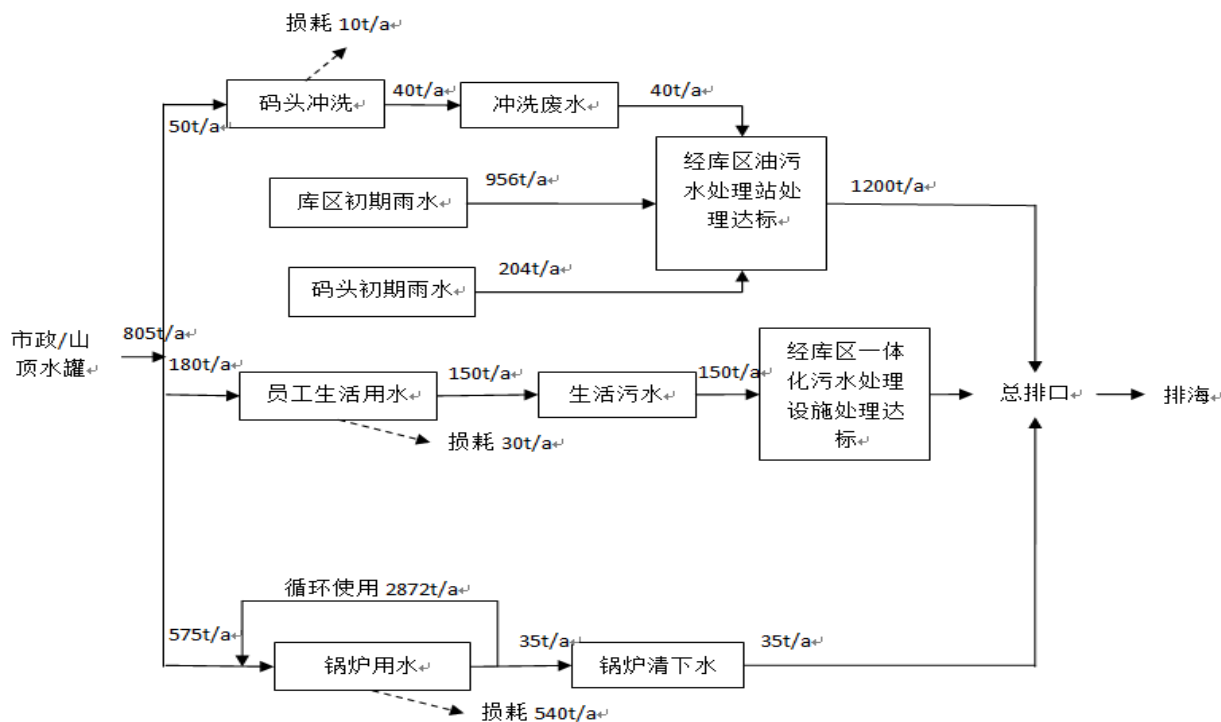 损耗 10t/a↵
码头冲洗↵
40t/a↵
冲洗废水↵
40t/a↵
50t/a↵
经库区油污
水处理站处
理达标↵
1200t/a↵
库区初期雨水↵
956t/a↵
码头初期雨水↵
204t/a↵
市政/山
顶水罐↵
805t/a↵
180t/a↵
员工生活用水↵
150t/a↵
生活污水↵
150t/a↵
经库区一体
化污水处理
设施处理达
标↵
总排口↵
排海↵
损耗 30t/a↵
循环使用 2872t/a↵
575t/a↵
锅炉用水↵
35t/a↵
锅炉清下水
35t/a↵
损耗 540t/a↵